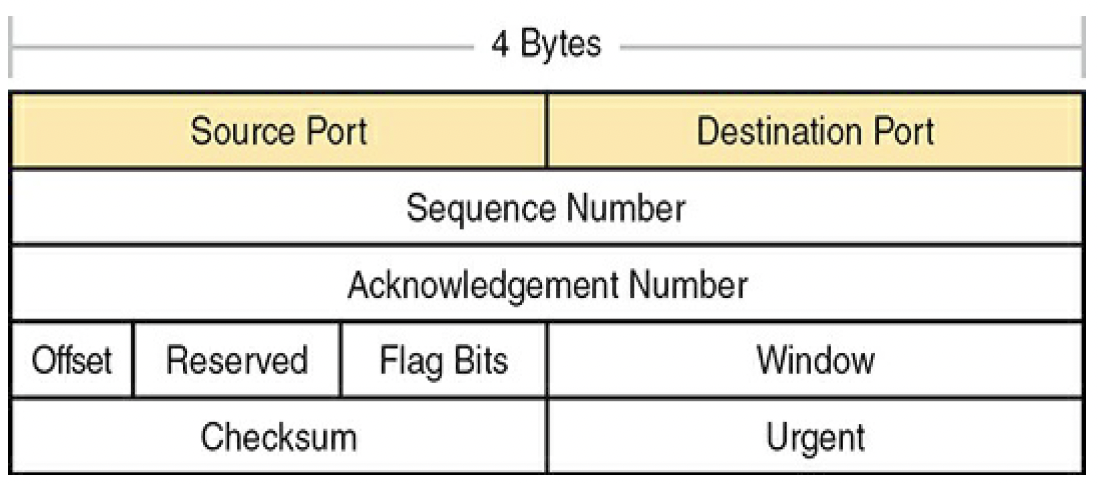 4 Bytes
Source Port Destination Port
Sequence Number
Acknowledgement Number
Offset Reserved Flag Bits Window
Checksum Urgent